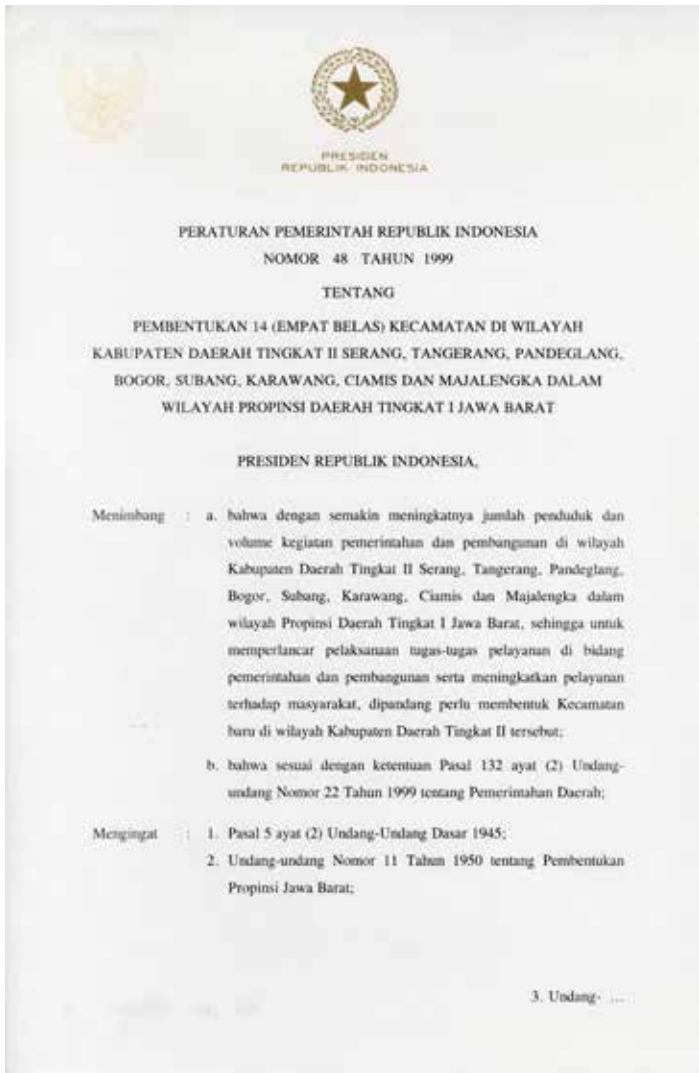 PRESIDEN
REPUBLIK INDONESIA
PERATURAN PEMERINTAH REPUBLIK INDONESIA
NOMOR 48 TAHUN 1999
TENTANG
PEMBENTUKAN 14 (EMPAT BELAS) KECAMATAN DI WILAYAH
KABUPATEN DAERAH TINGKAT II SERANG, TANGERANG, PANDEGLANG,
BOGOR, SUBANG, KARAWANG, CIAMIS DAN MAJALENGKA DALAM
WILAYAH PROPINSI DAERAH TINGKAT I JAWA BARAT
PRESIDEN REPUBLIK INDONESIA,
Menimbang : a. bahwa dengan semakin meningkatnya jumlah penduduk dan
volume kegiatan pemerintahan dan pembangunan di wilayah
Kabupaten Daerah Tingkat II Serang, Tangerang, Pandeglang,
Bogor, Subang, Karawang, Ciamis dan Majalengka dalam
wilayah Propinsi Daerah Tingkat I Jawa Barat, sehingga untuk
memperlancar pelaksanaan tugas-tugas pelayanan di bidang
pemerintahan dan pembangunan serta meningkatkan pelayanan
terhadap masyarakat, dipandang perlu membentuk Kecamatan
baru di wilayah Kabupaten Daerah Tingkat II tersebut;
b. bahwa sesuai dengan ketentuan Pasal 132 ayat (2) Undang-
undang Nomor 22 Tahun 1999 tentang Pemerintahan Daerah;
Mengingat : 1. Pasal 5 ayat (2) Undang-Undang Dasar 1945;
2. Undang-undang Nomor 11 Tahun 1950 tentang Pembentukan
Propinsi Jawa Barat;
3. Undang- ...